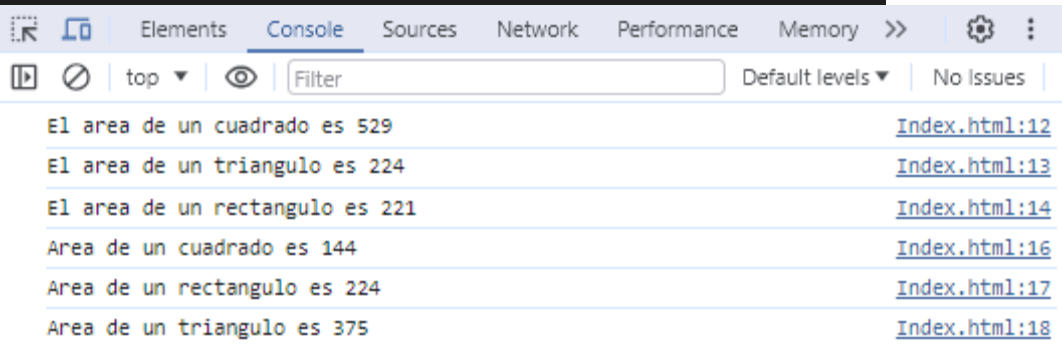 Elements Console Sources Network Performance Memory
top Filter Default levels No Issues
El area de un cuadrado es 529 Index.html:12
El area de un triangulo es 224 Index.html:13
El area de un rectangulo es 221 Index.html:14
Area de un cuadrado es 144 Index.html:16
Area de un rectangulo es 224 Index.html:17
Area de un triangulo es 375 Index.html:18